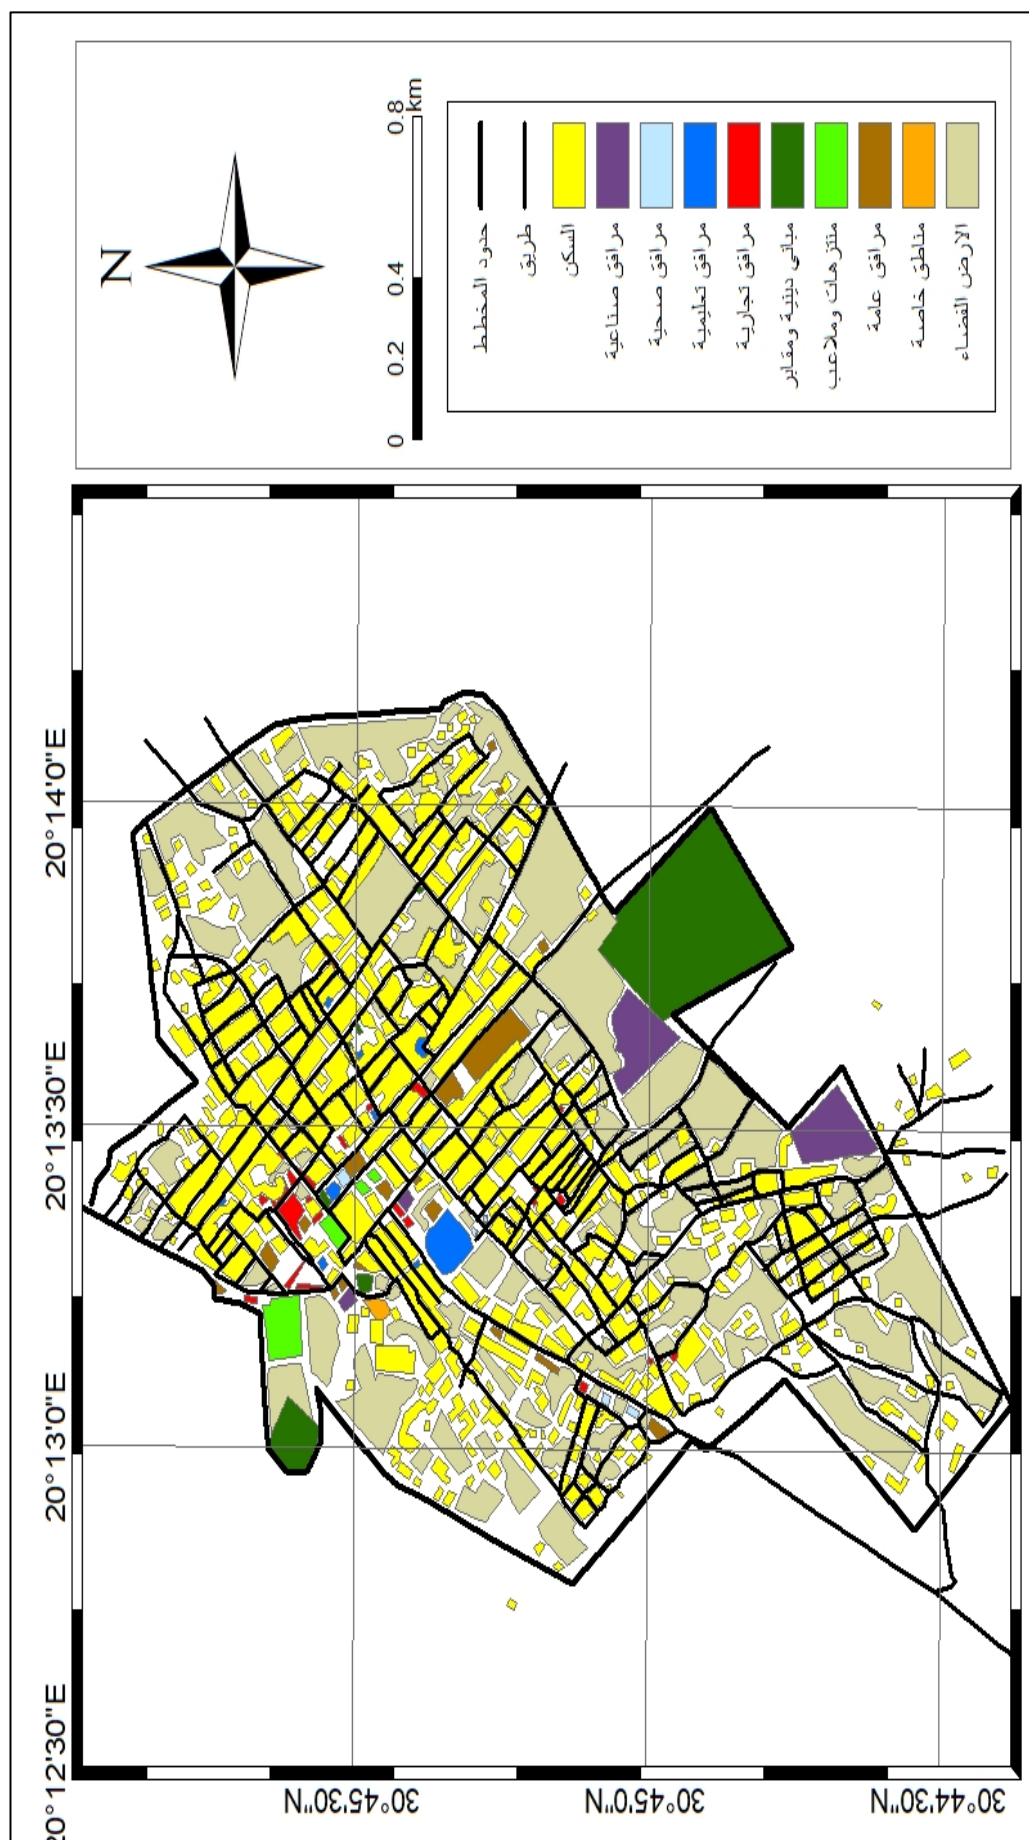 N
0 0.2 0.4 0.8
km
حدود المخطط
طريق
السكن
مرافق صناعية
مرافق صحية
مرافق تعليمية
مرافق تجارية
مباني دينية ومقابر
منتزهات وملاعب
مرافق عامة
مناطق خاصة
الارض الفضاء
20°12'30"E
20°13'0"E
20°13'30"E
20°14'0"E
30°45'30"N
30°45'0"N
30°44'30"N